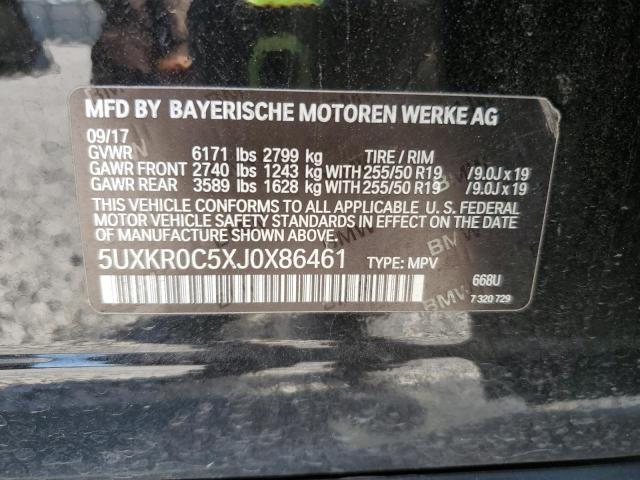 MFD BY BAYERISCHE MOTOREN WERKE AG
09/17
GVWR 6171 lbs 2799 kg TIRE / RIM
GAWR FRONT 2740 lbs 1243 kg WITH 255/50 R19 /9.0J x 19
GAWR REAR 3589 lbs 1628 kg WITH 255/50 R19 /9.0J x 19
THIS VEHICLE CONFORMS TO ALL APPLICABLE U. S. FEDERAL
MOTOR VEHICLE SAFETY STANDARDS IN EFFECT ON THE DATE
OF MANUFACTURE SHOWN ABOVE.
5UXKR0C5XJ0X86461 TYPE: MPV
668U
7 320 729
BMW
BMW
BMW